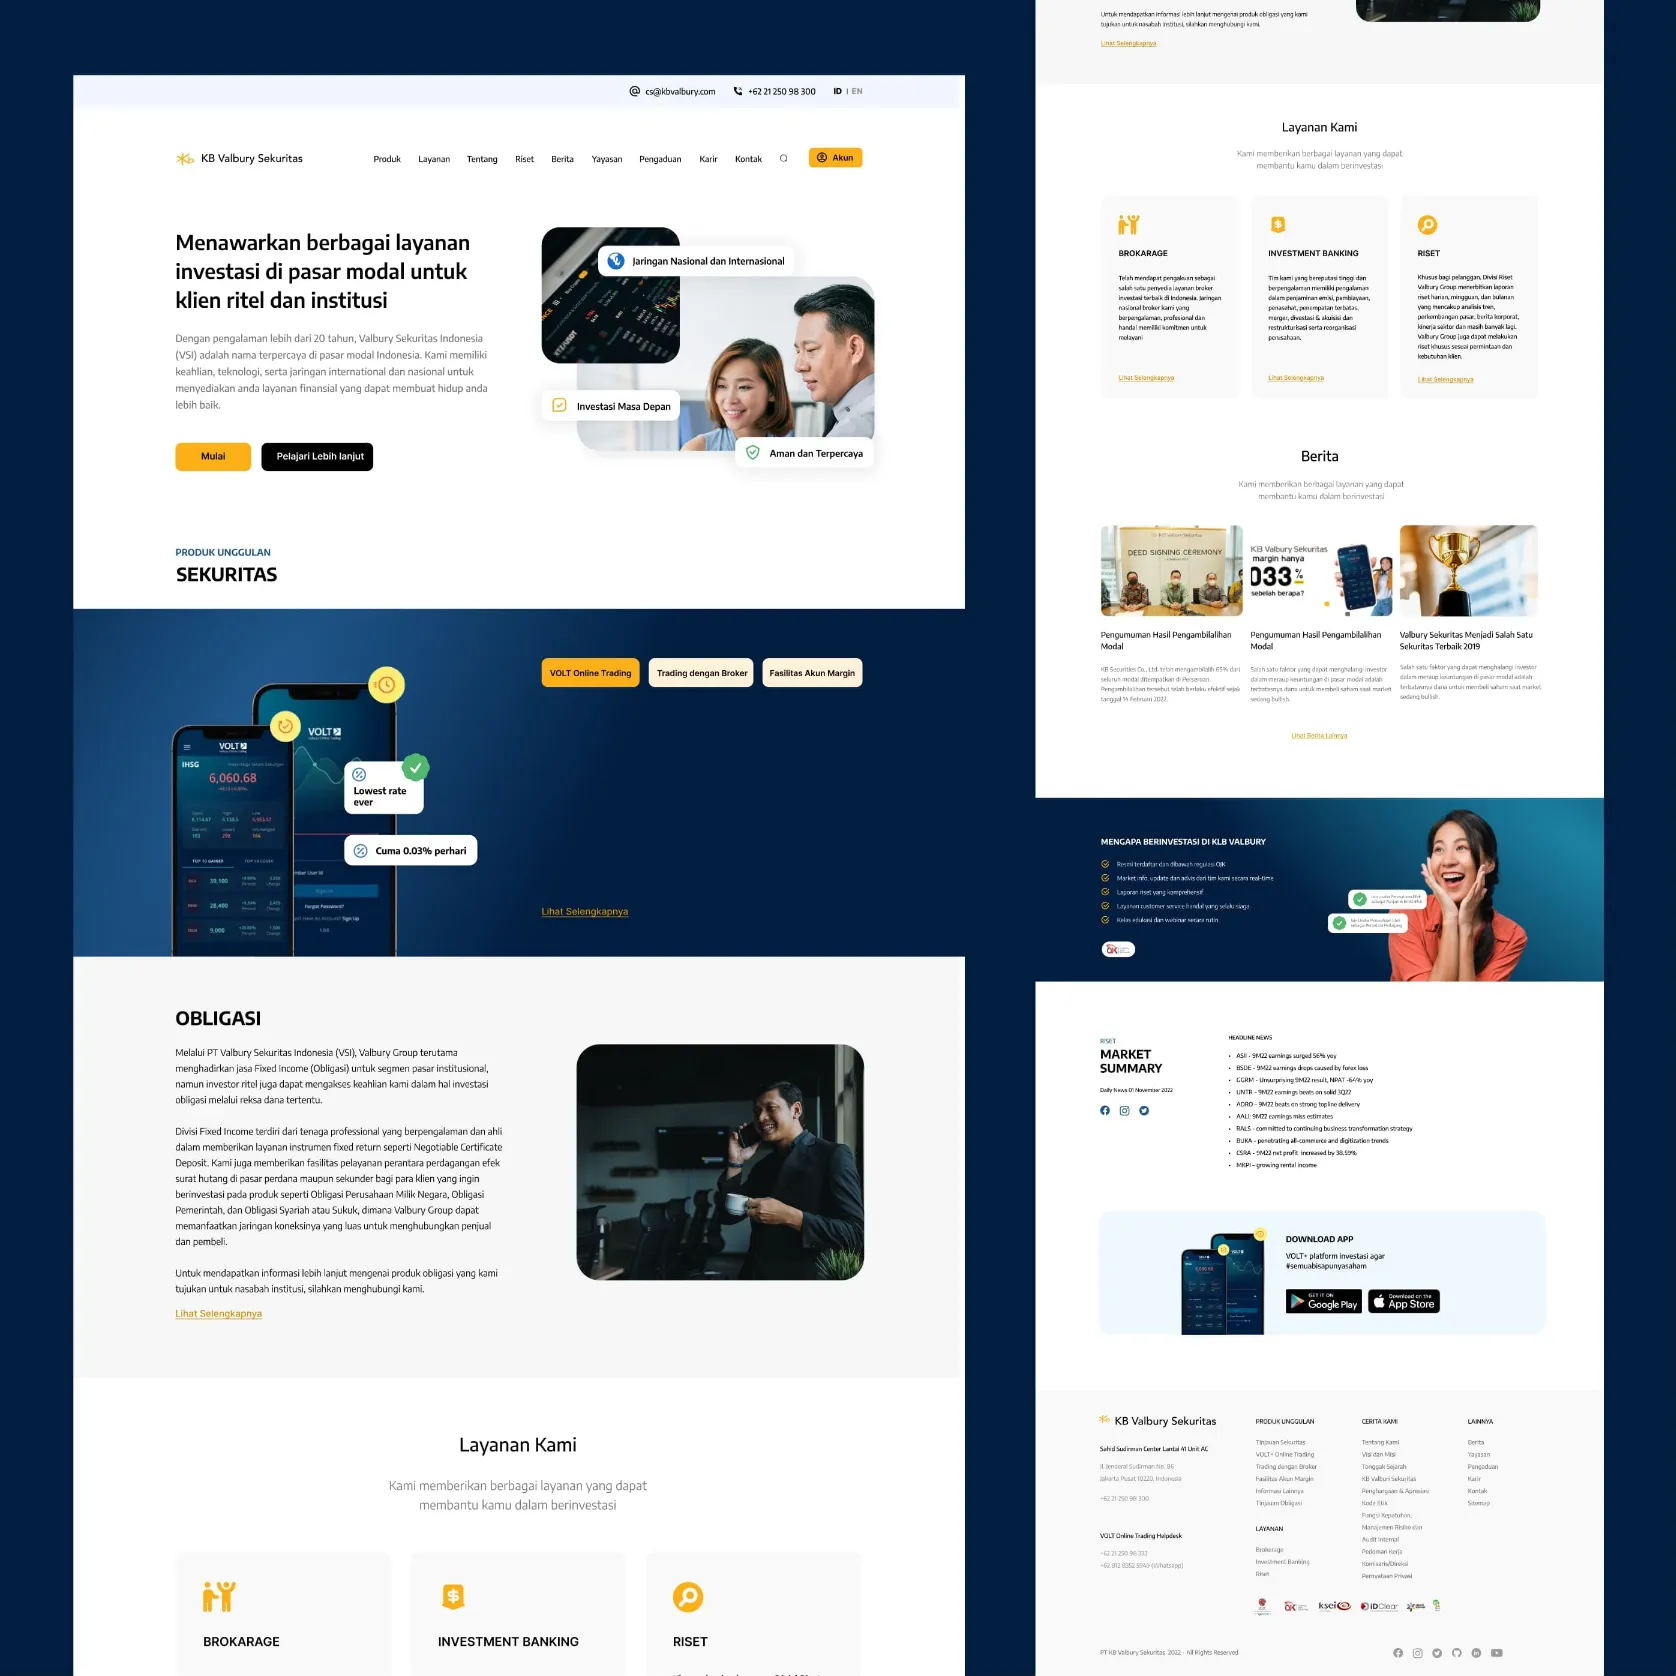 cs@kbvalbury.com
+62 21 250 98 300
ID | EN
KB Valbury Sekuritas
Produk Layanan Tentang Riset Berita Yayasan Pengaduan Karir Kontak
Akun
Menawarkan berbagai layanan
investasi di pasar modal untuk
klien ritel dan institusi
Dengan pengalaman lebih dari 20 tahun, Valbury Sekuritas Indonesia
(VSI) adalah nama terpercaya di pasar modal Indonesia. Kami memiliki
keahlian, teknologi, serta jaringan international dan nasional untuk
menyediakan anda layanan finansial yang dapat membuat hidup anda
lebih baik.
Mulai
Pelajari Lebih lanjut
Jaringan Nasional dan Internasional
Investasi Masa Depan
Aman dan Terpercaya
PRODUK UNGGULAN
SEKURITAS
VOLT
VOLT
IHSG
6,060.68
39,100
28,400
9,000
Forgot Password?
Sign Up
Lowest rate
ever
Cuma 0.03% perhari
VOLT Online Trading
Trading dengan Broker
Fasilitas Akun Margin
Lihat Selengkapnya
OBLIGASI
Melalui PT Valbury Sekuritas Indonesia (VSI), Valbury Group terutama
menghadirkan jasa Fixed Income (Obligasi) untuk segmen pasar institusional,
namun investor ritel juga dapat mengakses keahlian kami dalam hal investasi
obligasi melalui reksa dana tertentu.
Divisi Fixed Income terdiri dari tenaga professional yang berpengalaman dan ahli
dalam memberikan layanan instrumen fixed return seperti Negotiable Certificate
Deposit. Kami juga memberikan fasilitas pelayanan perantara perdagangan efek
surat hutang di pasar perdana maupun sekunder bagi para klien yang ingin
berinvestasi pada produk seperti Obligasi Perusahaan Milik Negara, Obligasi
Pemerintah, dan Obligasi Syariah atau Sukuk, dimana Valbury Group dapat
memanfaatkan jaringan koneksinya yang luas untuk menghubungkan penjual
dan pembeli.
Untuk mendapatkan informasi lebih lanjut mengenai produk obligasi yang kami
tujukan untuk nasabah institusi, silahkan menghubungi kami.
Lihat Selengkapnya
Layanan Kami
Kami memberikan berbagai layanan yang dapat
membantu kamu dalam berinvestasi
BROKARAGE
INVESTMENT BANKING
RISET
Untuk mendapatkan informasi lebih lanjut mengenai produk obligasi yang kami
tujukan untuk nasabah institusi, silahkan menghubungi kami.
Lihat Selengkapnya
Layanan Kami
Kami memberikan berbagai layanan yang dapat
membantu kamu dalam berinvestasi
BROKARAGE
Telah mendapat pengakuan sebagai
salah satu penyedia layanan broker
investasi terbaik di Indonesia. Jaringan
nasional broker kami yang
berpengalaman, profesional dan
handal memiliki komitmen untuk
melayani
Lihat Selengkapnya
INVESTMENT BANKING
Tim kami yang bereputasi tinggi dan
berpengalaman memiliki pengalaman
dalam penjaminan emisi, pembiayaan,
penasehat, penempatan terbatas,
merger, divestasi & akuisisi dan
restrukturisasi serta reorganisasi
perusahaan.
Lihat Selengkapnya
RISET
Khusus bagi pelanggan, Divisi Riset
Valbury Group menerbitkan laporan
riset harian, mingguan, dan bulanan
yang mencakup analisis tren,
perkembangan pasar, berita korporat,
kinerja sektor dan masih banyak lagi.
Valbury Group juga dapat melakukan
riset khusus sesuai permintaan dan
kebutuhan klien.
Lihat Selengkapnya
Berita
Kami memberikan berbagai layanan yang dapat
membantu kamu dalam berinvestasi
KB Valbury Sekuritas
DEED SIGNING CEREMONY
Pengumuman Hasil Pengambilalihan
Modal
KB Securities Co., Ltd. telah mengambilalih 65% dari
seluruh modal ditempatkan di Perseroan.
Pengambilalihan tersebut telah berlaku efektif sejak
tanggal 14 Februari 2022.
KB Valbury Sekuritas
margin hanya
033%
sebelah berapa?
Pengumuman Hasil Pengambilalihan
Modal
Salah satu faktor yang dapat menghalangi investor
dalam meraup keuntungan di pasar modal adalah
terbatasnya dana untuk membeli saham saat market
sedang bullish.
Valbury Sekuritas Menjadi Salah Satu
Sekuritas Terbaik 2019
Salah satu faktor yang dapat menghalangi investor
dalam meraup keuntungan di pasar modal adalah
terbatasnya dana untuk membeli saham saat market
sedang bullish.
Lihat Berita Lainnya
MENGAPA BERINVESTASI DI KLB VALBURY
Resmi terdaftar dan dibawah regulasi OJK
Market info, update dan advis dari tim kami secara real-time
Laporan riset yang komprehensif
Layanan customer service handal yang selalu siaga
Kelas edukasi dan webinar secara rutin
RISET
MARKET
SUMMARY
Daily News 01 November 2022
HEADLINE NEWS
• ASII - 9M22 earnings surged 56% yoy
• BSDE - 9M22 earnings drops caused by forex loss
• GGRM - Unsurprising 9M22 result, NPAT -64% yoy
• UNTR - 9M22 earnings beats on solid 3Q22
• ADRO - 9M22 beats on strong topline delivery
• AALI: 9M22 earnings miss estimates
• RALS - committed to continuing business transformation strategy
• BUKA - penetrating all-commerce and digitization trends
• CSRA - 9M22 net profit increased by 38.59%
• MKPI - growing rental income
DOWNLOAD APP
VOLT+ platform investasi agar
#semuabisapunyasaham
GET IT ON
Google Play
Download on the
App Store
KB Valbury Sekuritas
Sahid Sudirman Center Lantai 41 Unit AC
Jl. Jenderal Sudirman No. 86
Jakarta Pusat 10220, Indonesia
+62 21 250 98 300
VOLT Online Trading Helpdesk
+62 21 250 98 333
+62 812 8352 5949 (Whatsapp)
PRODUK UNGGULAN
Tinjauan Sekuritas
VOLT+ Online Trading
Trading dengan Broker
Fasilitas Akun Margin
Informasi Lainnya
Tinjauan Obligasi
LAYANAN
Brokerage
Investment Banking
Riset
CERITA KAMI
Tentang Kami
Visi dan Misi
Tonggak Sejarah
KB Valburi Sekuritas
Penghargaan & Apresiasi
Kode Etik
Fungsi Kepatuhan,
Manajemen Risiko dan
Audit Internal
Pedoman Kerja
Komisaris/Direksi
Pernyataan Privasi
LAINNYA
Berita
Yayasan
Pengaduan
Karir
Kontak
Sitemap
ksei
IDClear
PT KB Valbury Sekuritas 2022 - All Rights Reserved